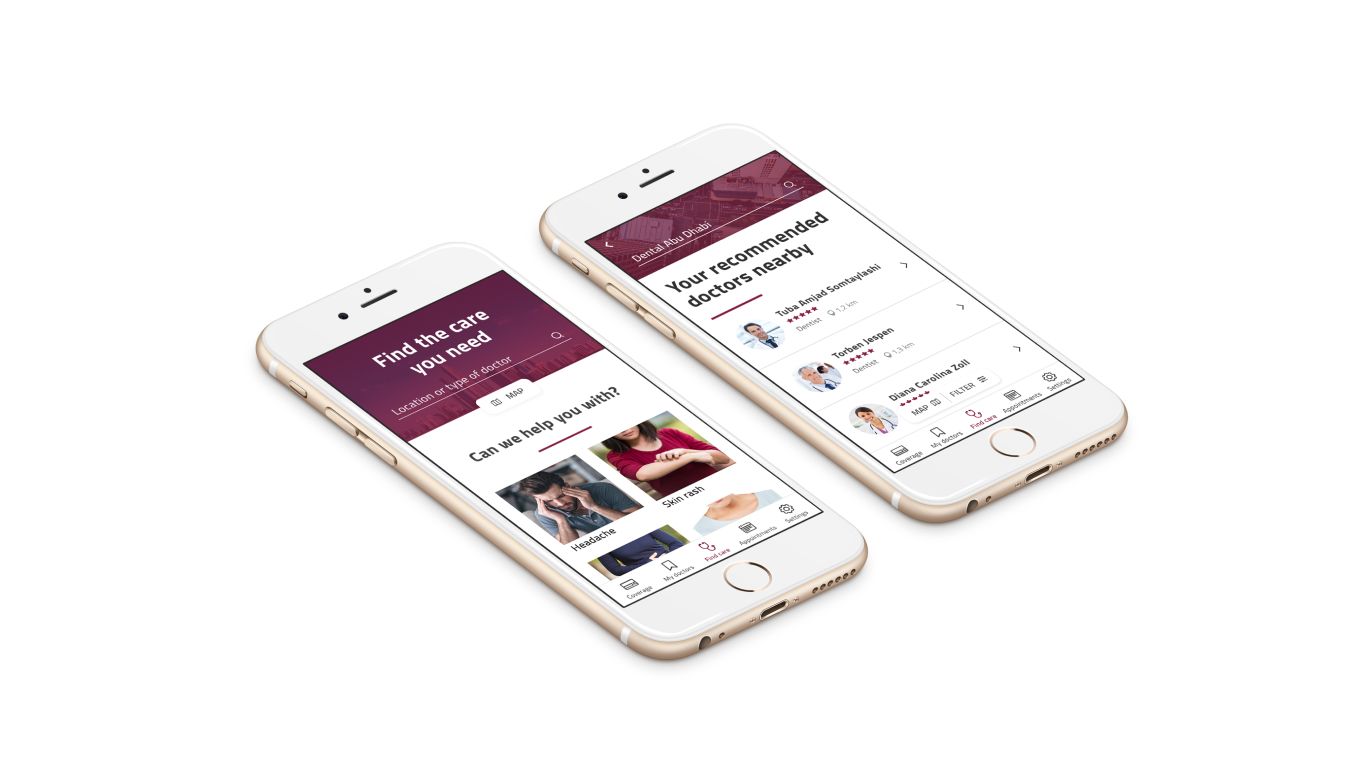 Find the care
you need
Location or type of doctor
MAP
Can we help you with?
Headache
Skin rash
Coverage
My doctors
Find care
Appointments
Settings
Dental Abu Dhabi
Your recommended
doctors nearby
Tuba Amjad Somtaylashi
Dentist 1,2 km
Torben Jespen
Dentist 1,3 km
Diana Carolina Zoll
MAP FILTER
Coverage
My doctors
Find care
Appointments
Settings